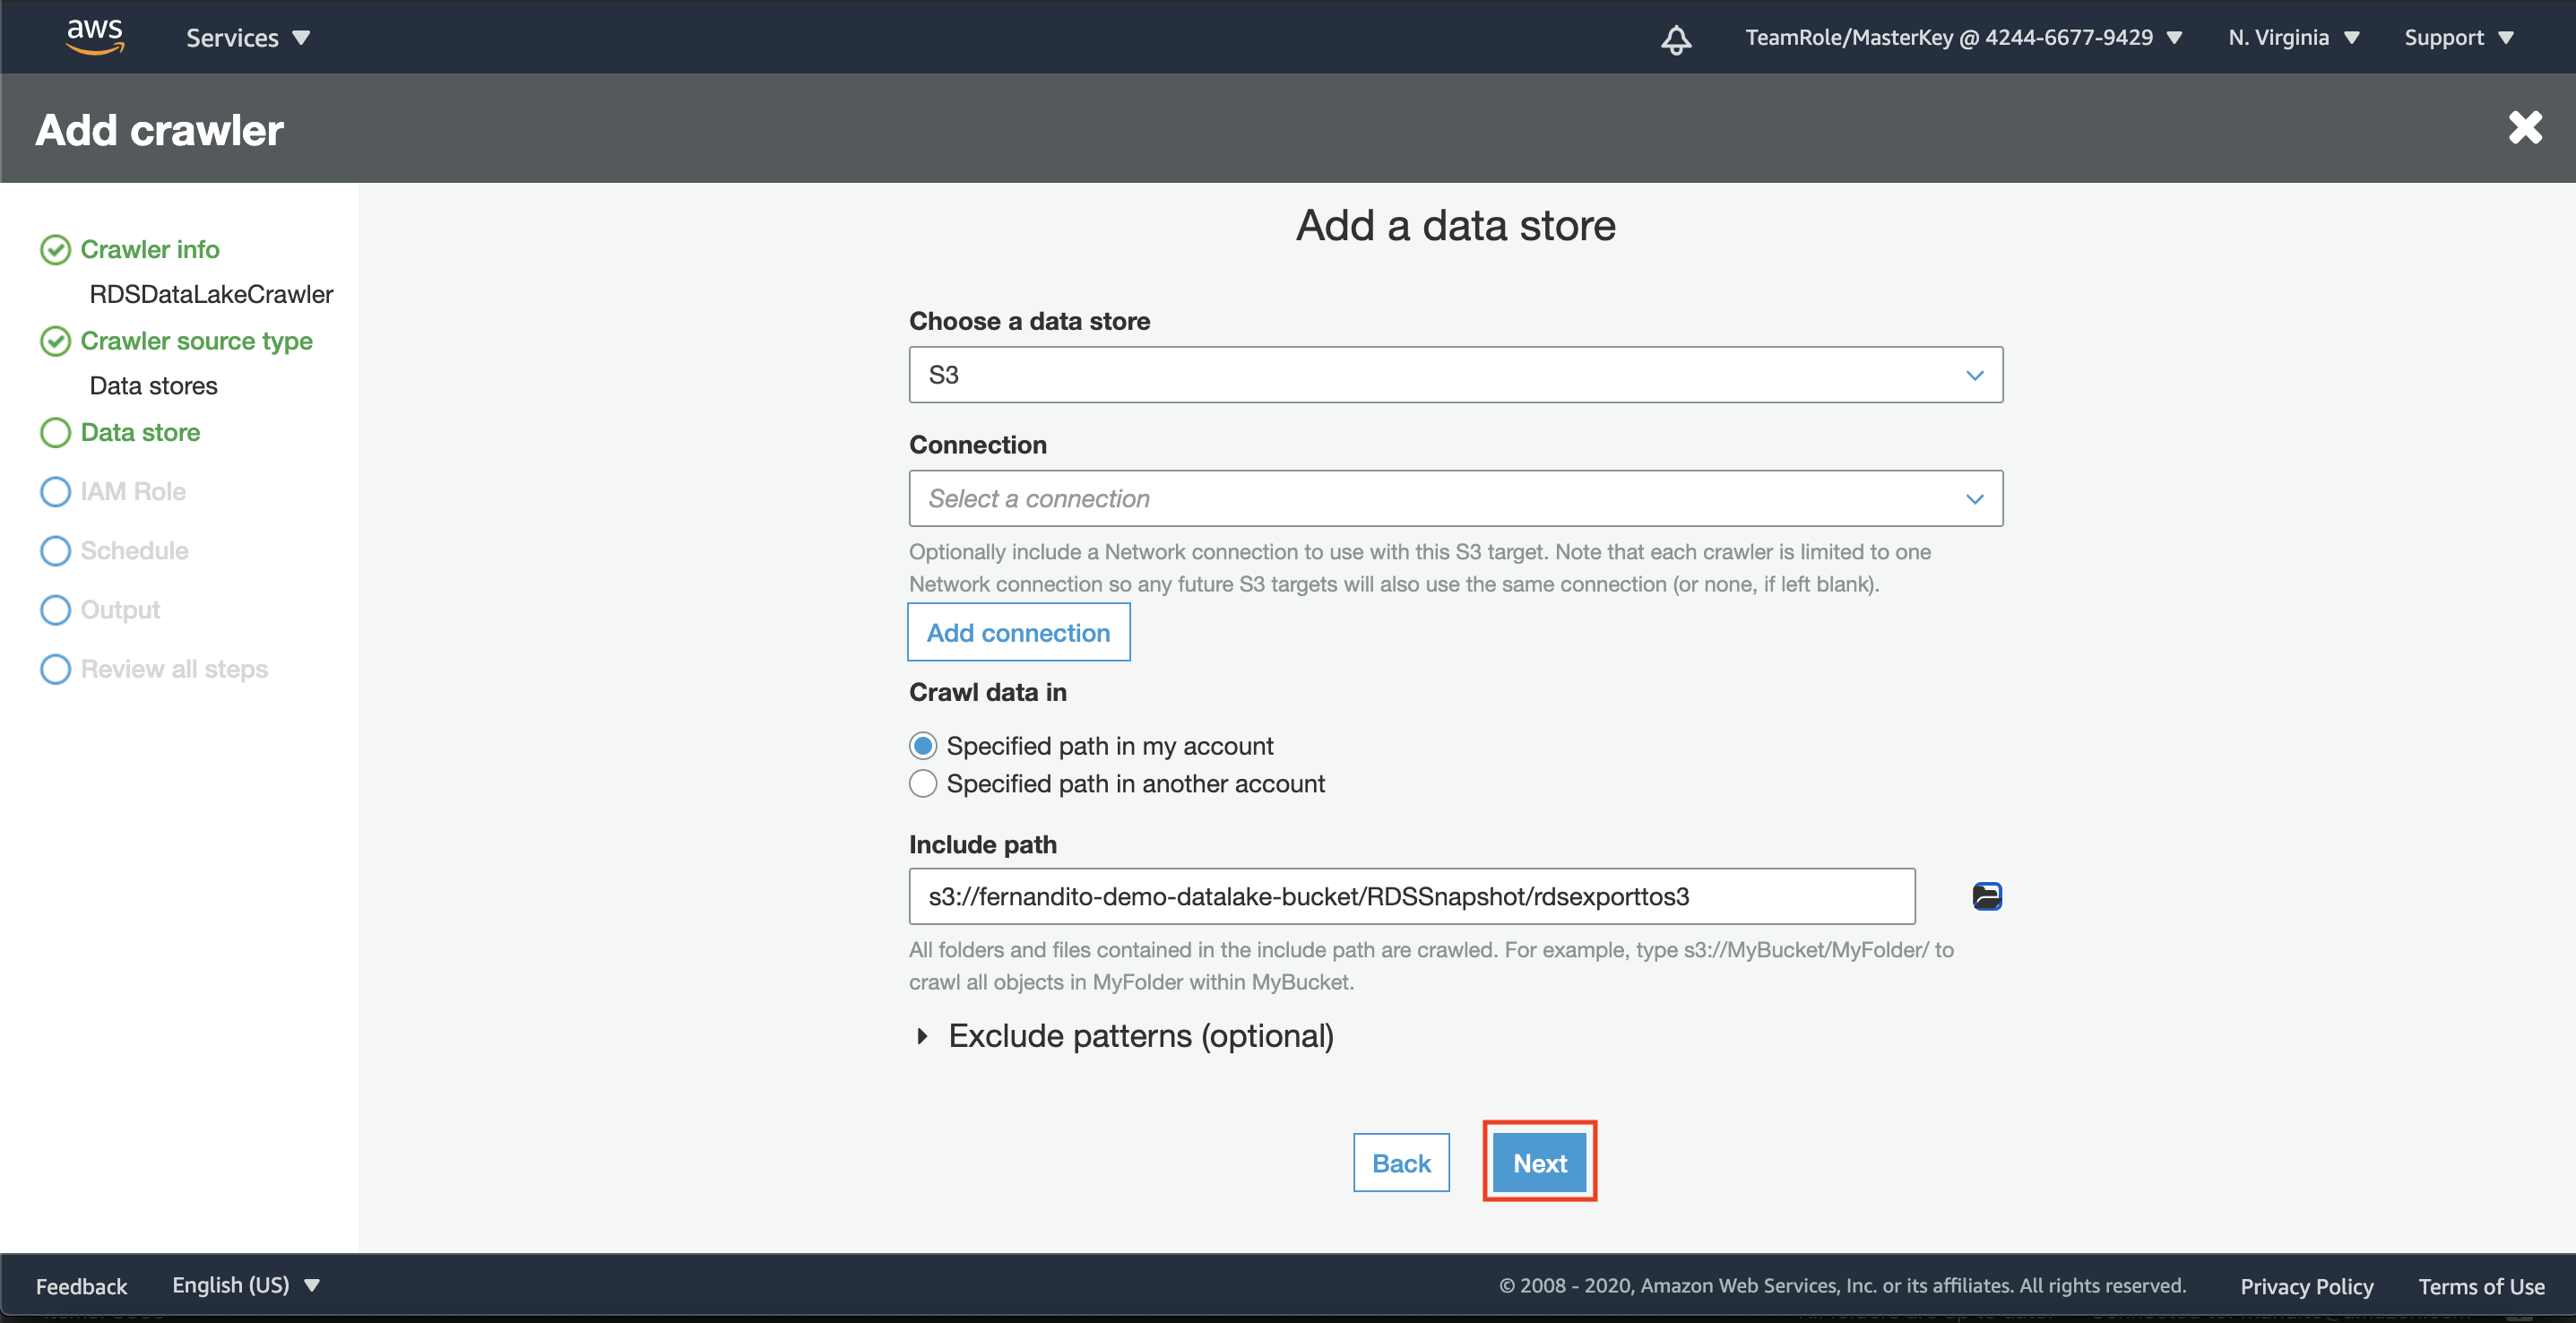 aws
Services
TeamRole/MasterKey @ 4244-6677-9429
N. Virginia
Support
Add crawler
Crawler info
RDSDataLakeCrawler
Crawler source type
Data stores
Data store
IAM Role
Schedule
Output
Review all steps
Add a data store
Choose a data store
S3
Connection
Select a connection
Optionally include a Network connection to use with this S3 target. Note that each crawler is limited to one
Network connection so any future S3 targets will also use the same connection (or none, if left blank).
Add connection
Crawl data in
Specified path in my account
Specified path in another account
Include path
s3://fernandito-demo-datalake-bucket/RDSSnapshot/rdsexporttos3
All folders and files contained in the include path are crawled. For example, type s3://MyBucket/MyFolder/ to
crawl all objects in MyFolder within MyBucket.
Exclude patterns (optional)
Back
Next
Feedback
English (US)
© 2008 - 2020, Amazon Web Services, Inc. or its affiliates. All rights reserved.
Privacy Policy
Terms of Use